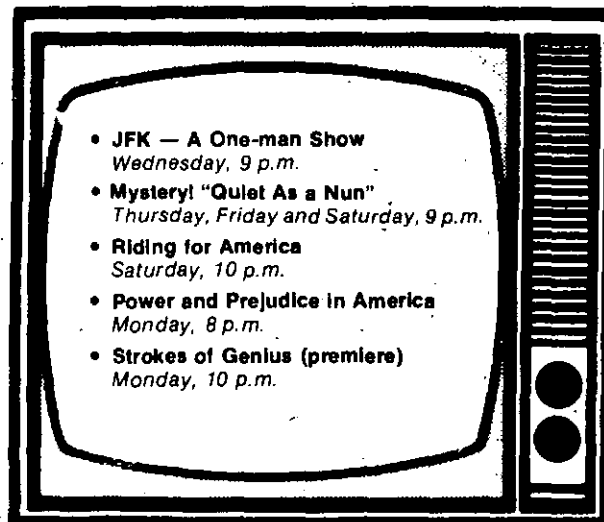 • JFK — A One-man Show
Wednesday, 9 p.m.
• Mystery! "Quiet As a Nun"
Thursday, Friday and Saturday, 9 p.m.
• Riding for America
Saturday, 10 p.m.
• Power and Prejudice in America
Monday, 8 p.m.
• Strokes of Genius (premiere)
Monday, 10 p.m.